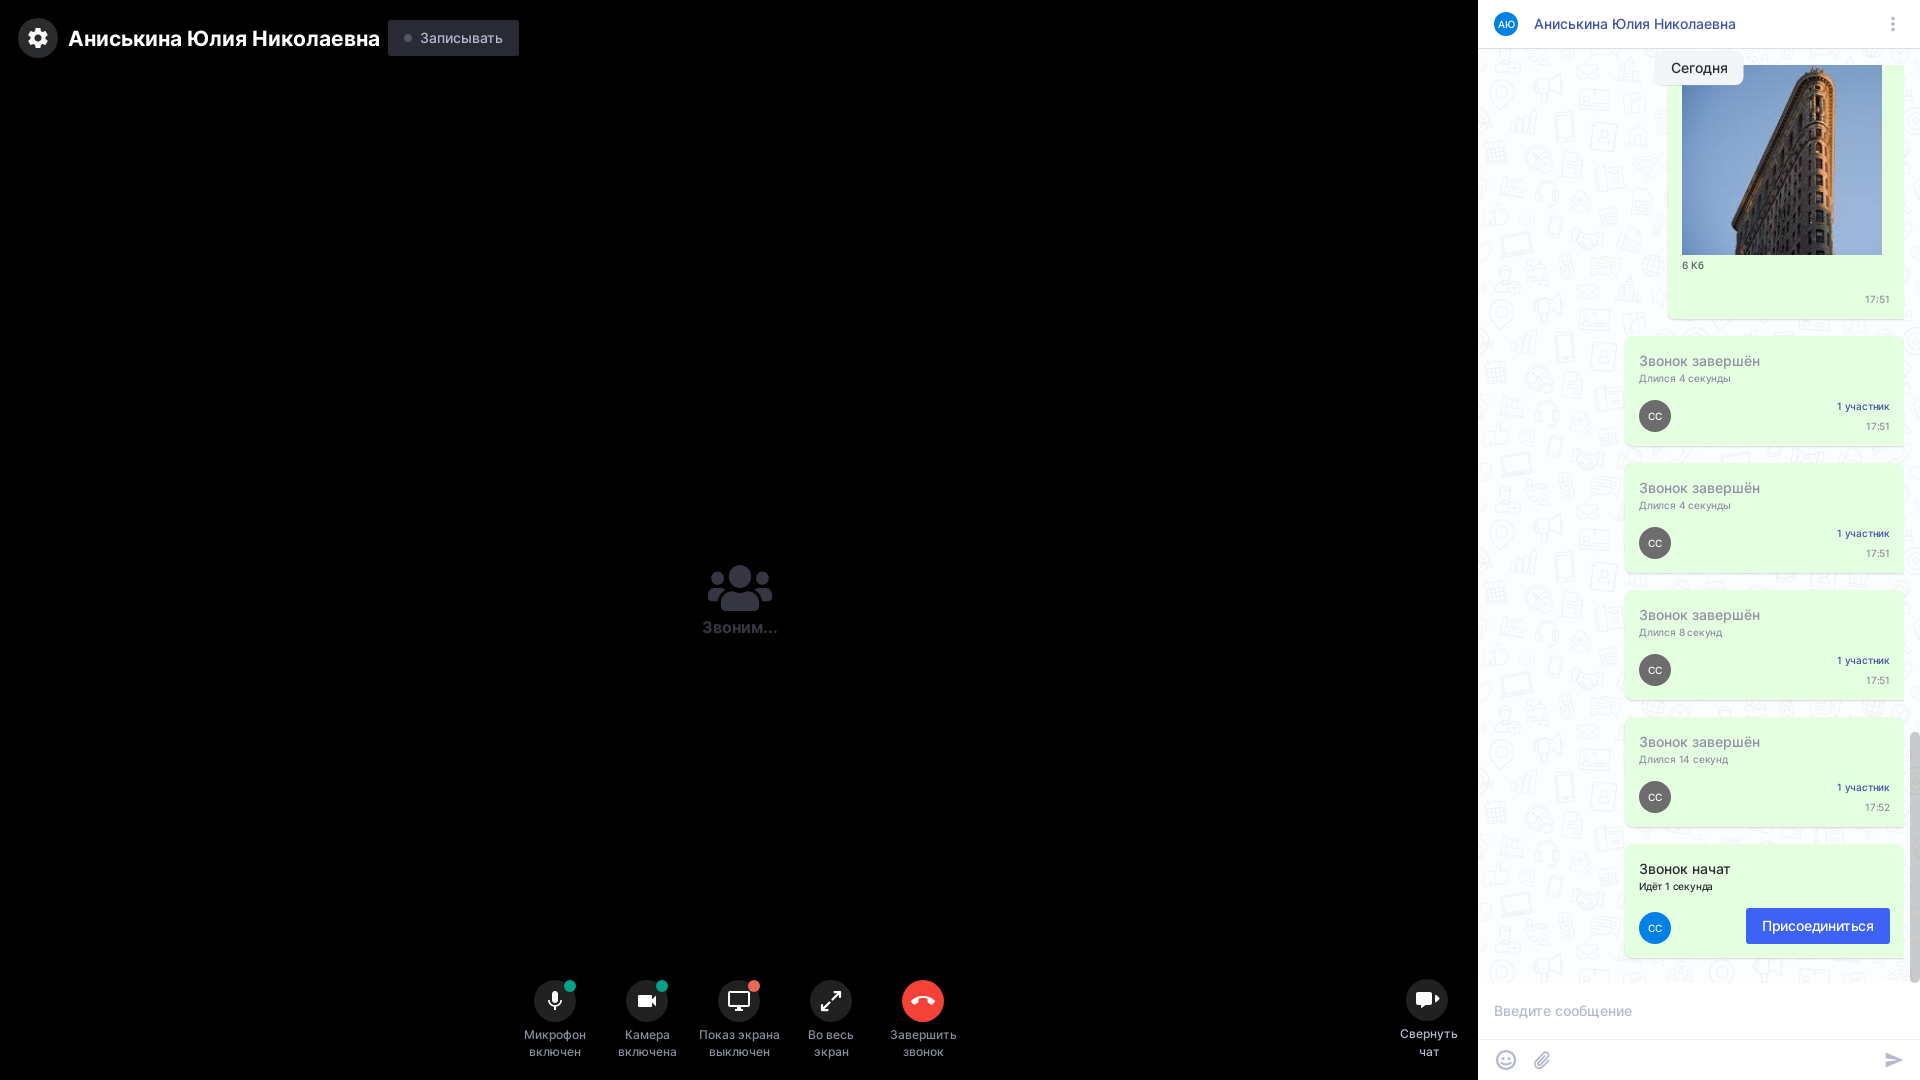 Аниськина Юлия Николаевна
Записывать
Звоним...
Микрофон
включен
Камера
включена
Показ экрана
выключен
Во весь
экран
Завершить
звонок
Свернуть
чат
АЮ
Аниськина Юлия Николаевна
Сегодня
6 Кб
17:51
Звонок завершён
Длился 4 секунды
СС
1 участник
17:51
Звонок завершён
Длился 4 секунды
СС
1 участник
17:51
Звонок завершён
Длился 8 секунд
СС
1 участник
17:51
Звонок завершён
Длился 14 секунд
СС
1 участник
17:52
Звонок начат
Идёт 1 секунда
СС
Присоединиться
Введите сообщение